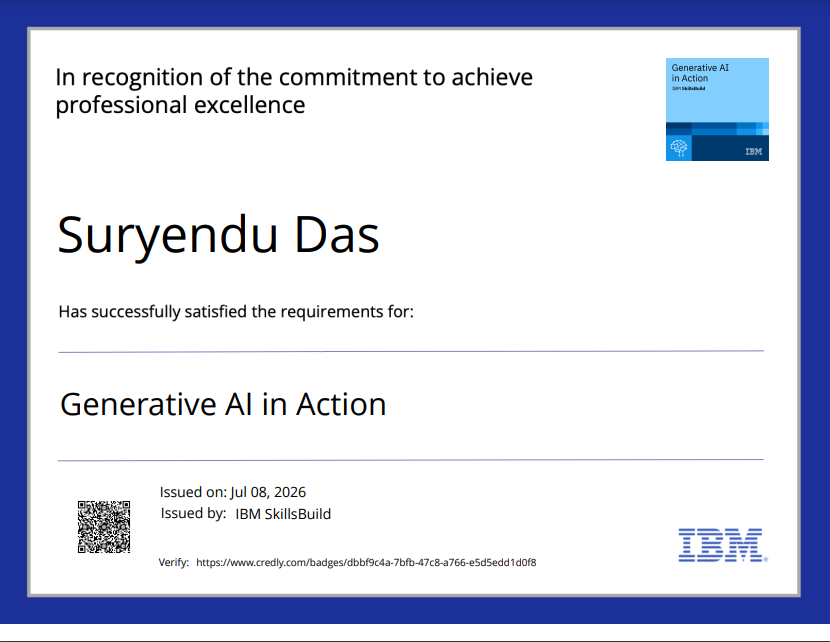 In recognition of the commitment to achieve
professional excellence
Generative AI
in Action
IBM SkillsBuild
IBM
Suryendu Das
Has successfully satisfied the requirements for:
Generative AI in Action
Issued on: Jul 08, 2026
Issued by: IBM SkillsBuild
Verify: https://www.credly.com/badges/dbbf9c4a-7bfb-47c8-a766-e5d5edd1d0f8
IBM®